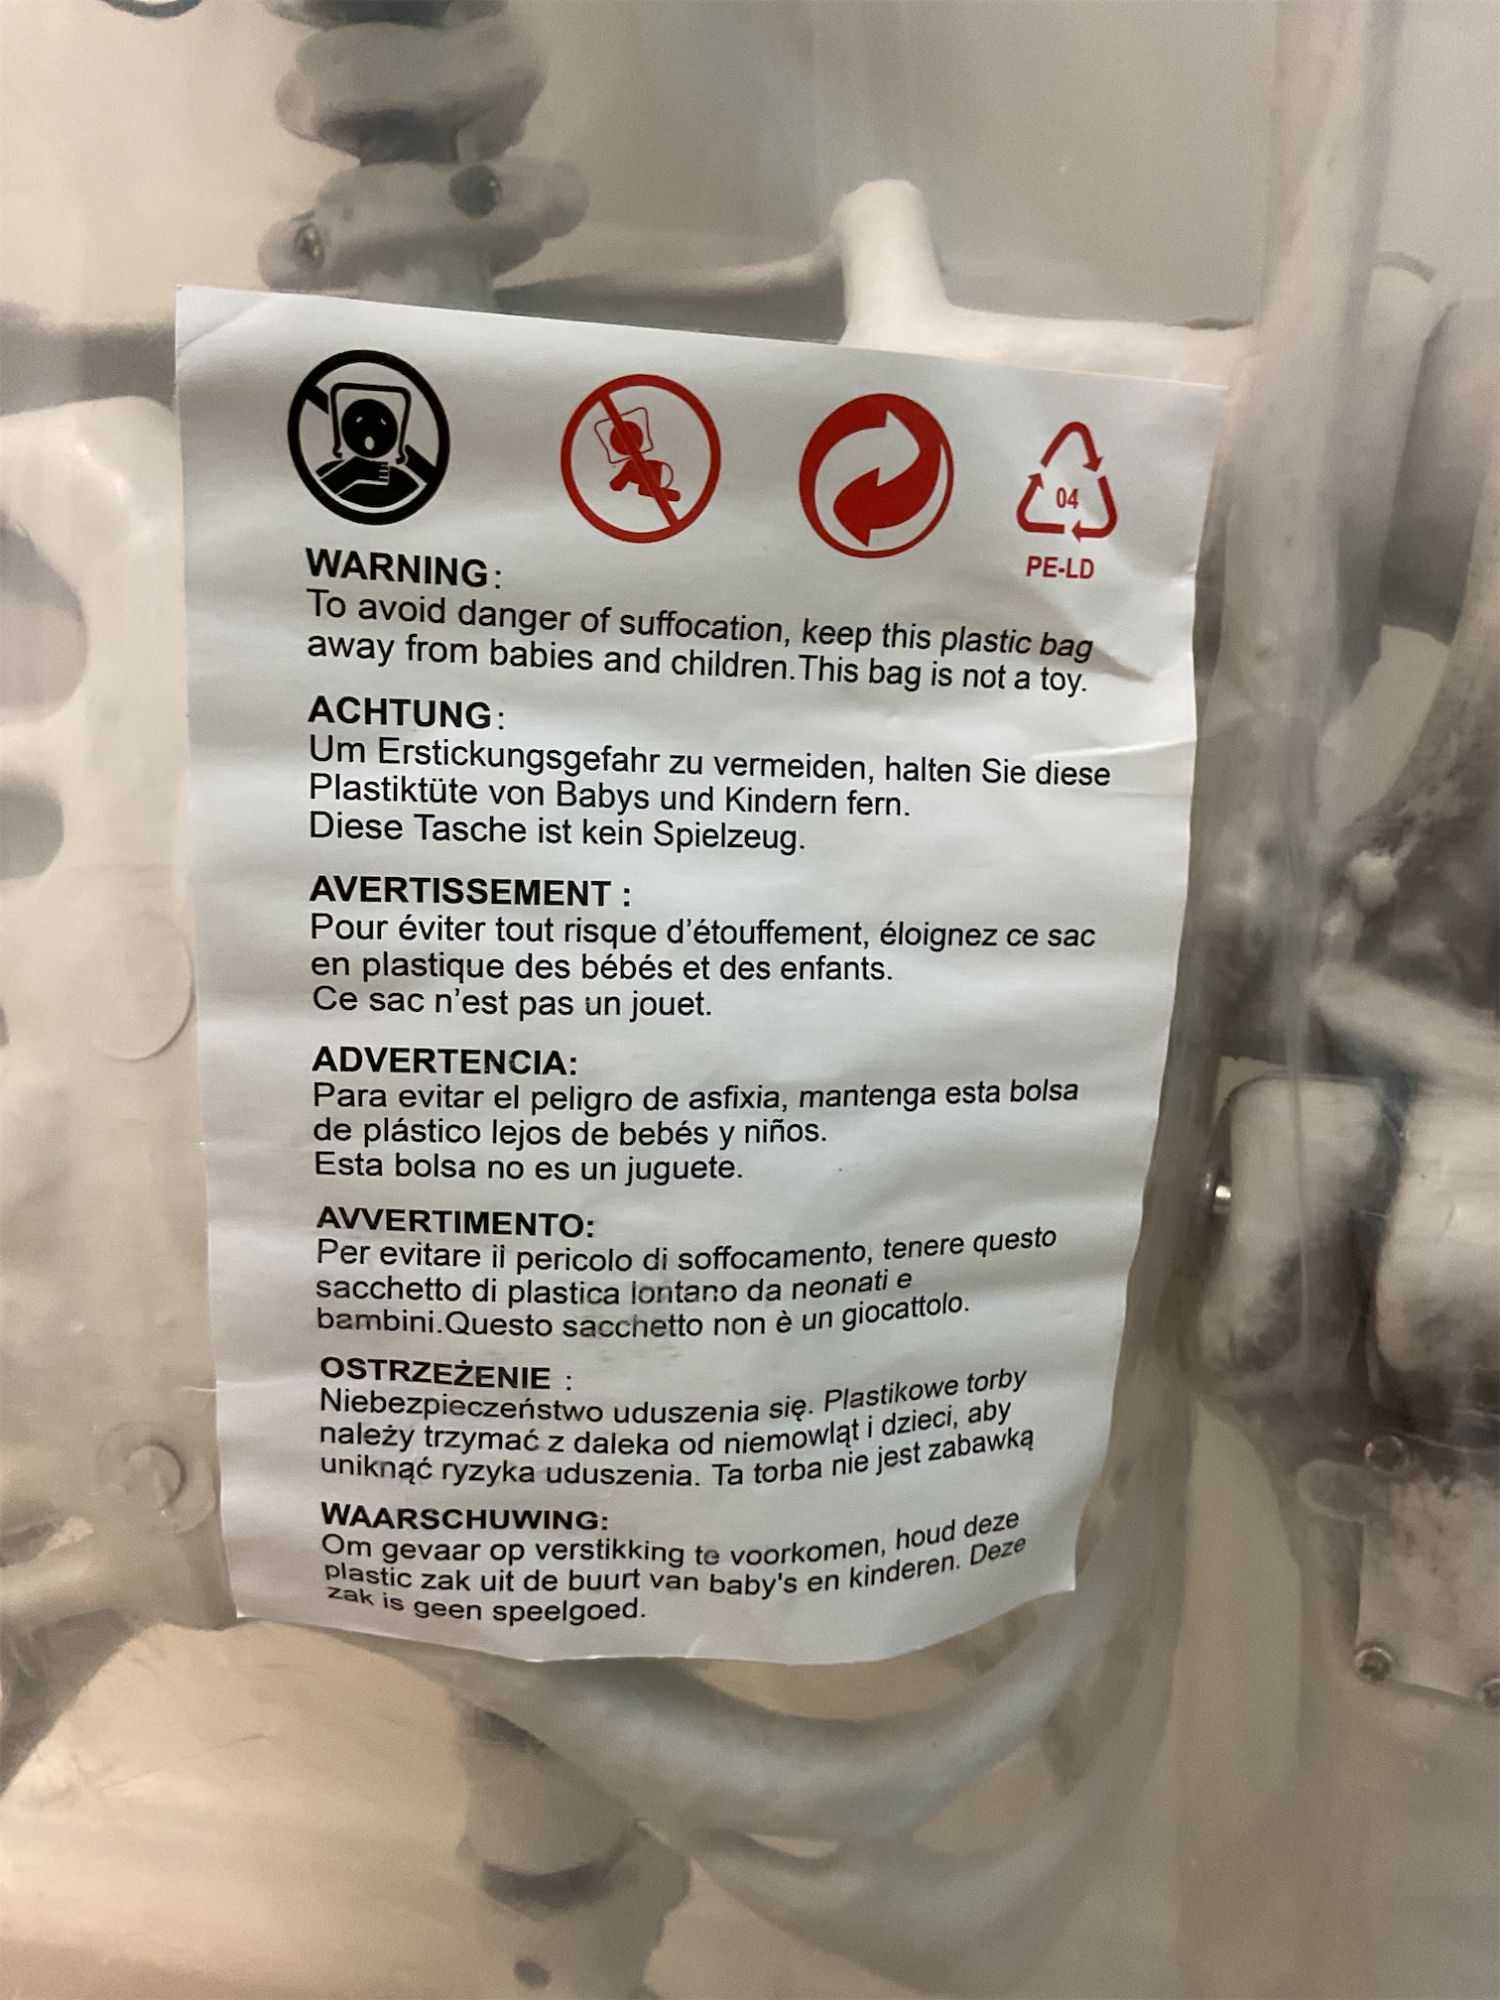 04
PE-LD
WARNING:
To avoid danger of suffocation, keep this plastic bag
away from babies and children.This bag is not a toy.
ACHTUNG:
Um Erstickungsgefahr zu vermeiden, halten Sie diese
Plastiktüte von Babys und Kindern fern.
Diese Tasche ist kein Spielzeug.
AVERTISSEMENT :
Pour éviter tout risque d'étouffement, éloignez ce sac
en plastique des bébés et des enfants.
Ce sac n'est pas un jouet.
ADVERTENCIA:
Para evitar el peligro de asfixia, mantenga esta bolsa
de plástico lejos de bebés y niños.
Esta bolsa no es un juguete.
AVVERTIMENTO:
Per evitare il pericolo di soffocamento, tenere questo
sacchetto di plastica lontano da neonati e
bambini.Questo sacchetto non è un giocattolo.
OSTRZEŻENIE :
Niebezpieczeństwo uduszenia się. Plastikowe torby
należy trzymać z daleka od niemowląt i dzieci, aby
uniknąć ryzyka uduszenia. Ta torba nie jest zabawką
WAARSCHUWING:
Om gevaar op verstikking te voorkomen, houd deze
plastic zak uit de buurt van baby's en kinderen. Deze
zak is geen speelgoed.